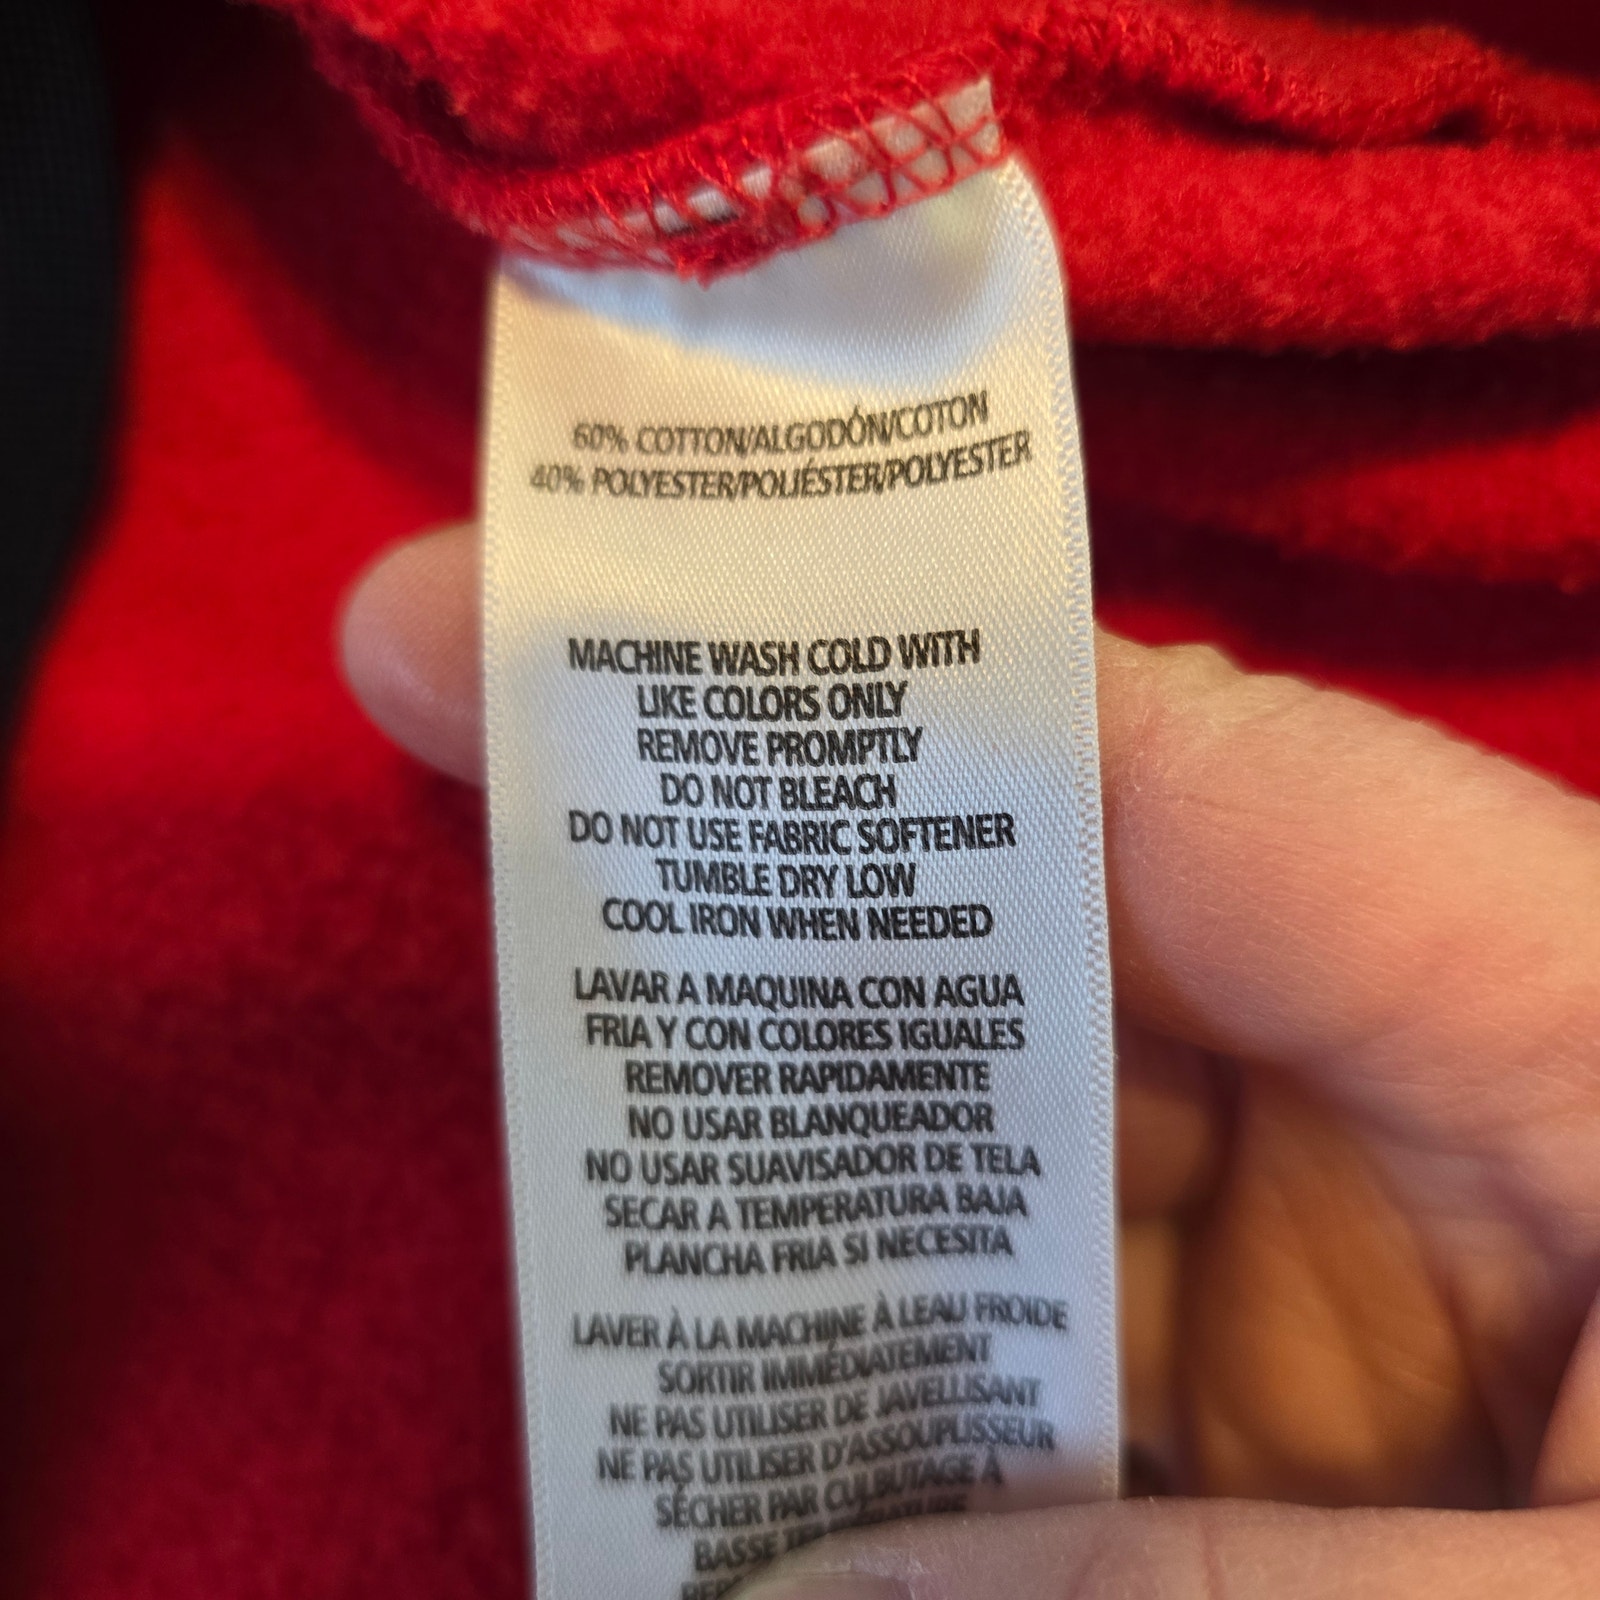 60% COTTON/ALGODÓN/COTON
40% POLYESTER/POLIÉSTER/POLYESTER
MACHINE WASH COLD WITH
LIKE COLORS ONLY
REMOVE PROMPTLY
DO NOT BLEACH
DO NOT USE FABRIC SOFTENER
TUMBLE DRY LOW
COOL IRON WHEN NEEDED
LAVAR A MAQUINA CON AGUA
FRIA Y CON COLORES IGUALES
REMOVER RAPIDAMENTE
NO USAR BLANQUEADOR
NO USAR SUAVISADOR DE TELA
SECAR A TEMPERATURA BAJA
PLANCHA FRIA SI NECESITA
LAVER À LA MACHINE À LEAU FROIDE
SORTIR IMMÉDIATEMENT
NE PAS UTILISER DE JAVELLISANT
NE PAS UTILISER D'ASSOUPLISSEUR
SÉCHER PAR CULBUTAGE À
BASSE